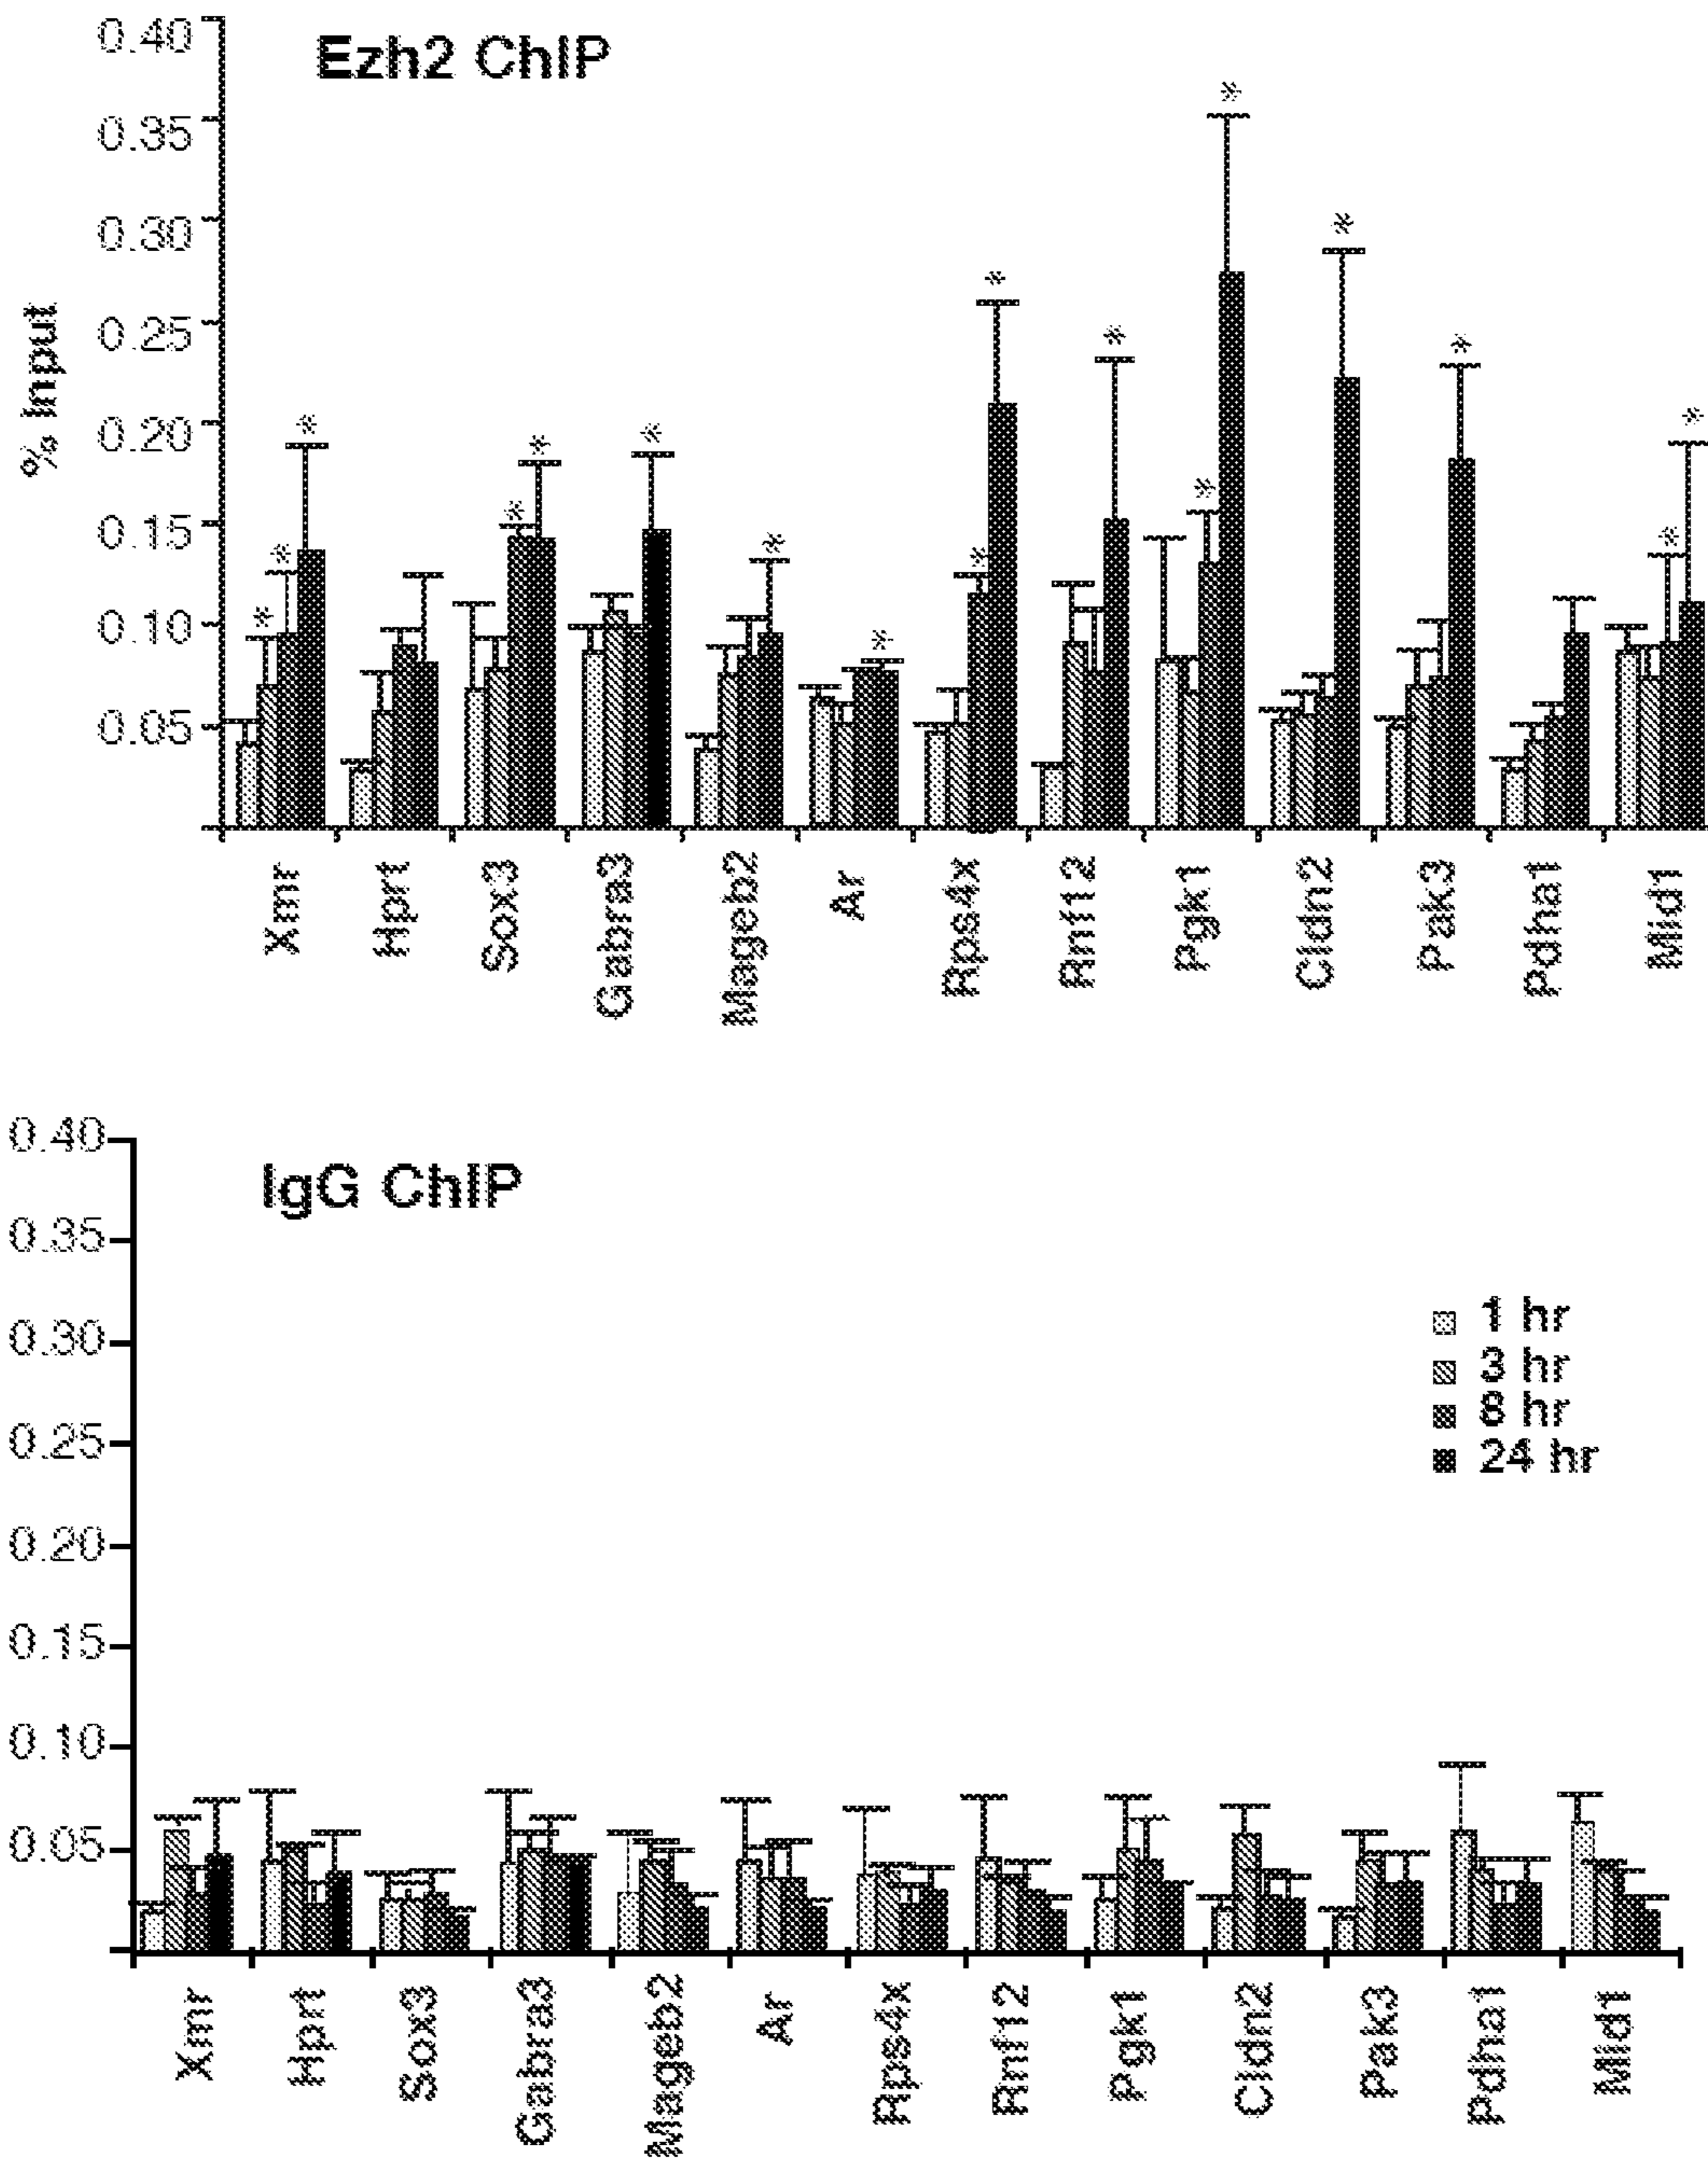 Ezh2 ChIP
% Input
0.40
0.35
0.30
0.25
0.20
0.15
0.10
0.05
* * * * * * * * * * * * * * * * * *
Xmr
Hprt
Sox3
Gabra3
Mageb2
Ar
Rps4x
Rnf12
Pgk1
Cldn2
Pak3
Pdha1
Mid1
IgG ChIP
0.40
0.35
0.30
0.25
0.20
0.15
0.10
0.05
1 hr
3 hr
6 hr
24 hr
Xmr
Hprt
Sox3
Gabra3
Mageb2
Ar
Rps4x
Rnf12
Pgk1
Cldn2
Pak3
Pdha1
Mid1